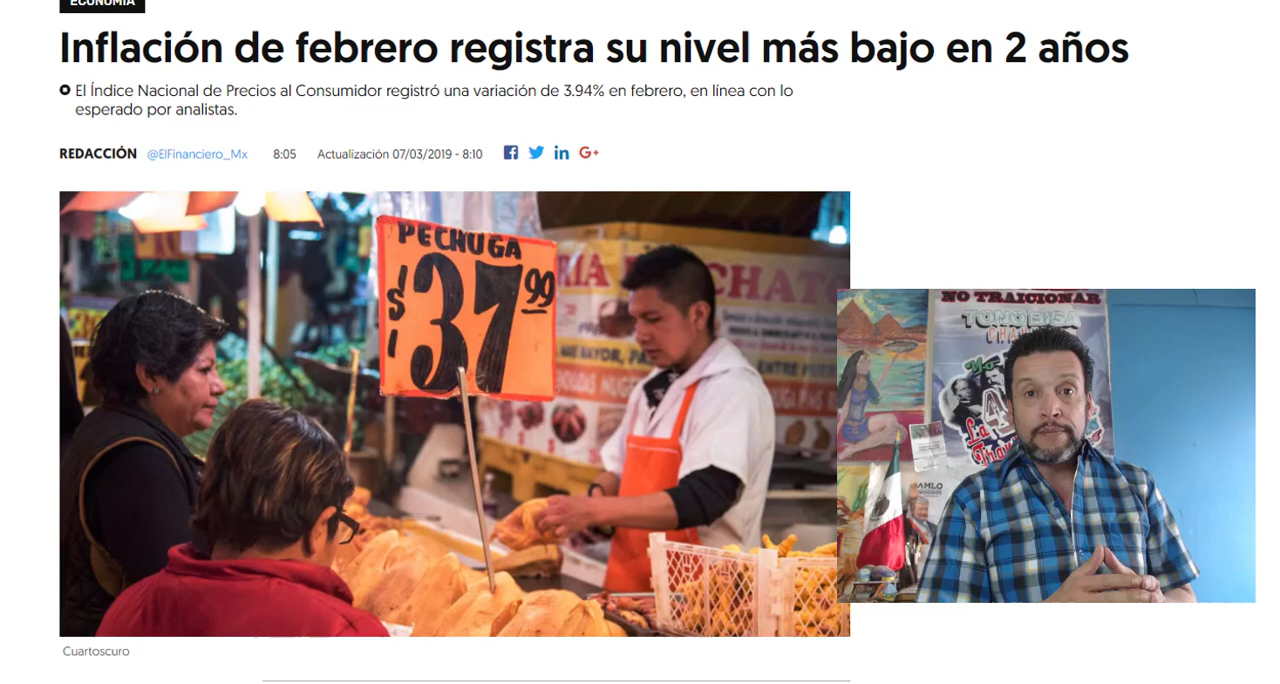 ECONOMÍA
Inflación de febrero registra su nivel más bajo en 2 años
El Índice Nacional de Precios al Consumidor registró una variación de 3.94% en febrero, en línea con lo
esperado por analistas.
REDACCIÓN @ElFinanciero_Mx 8:05 Actualización 07/03/2019 - 8:10
PECHUGA
$37.99
NO TRAICIONAR
AMLO
Cuartoscuro